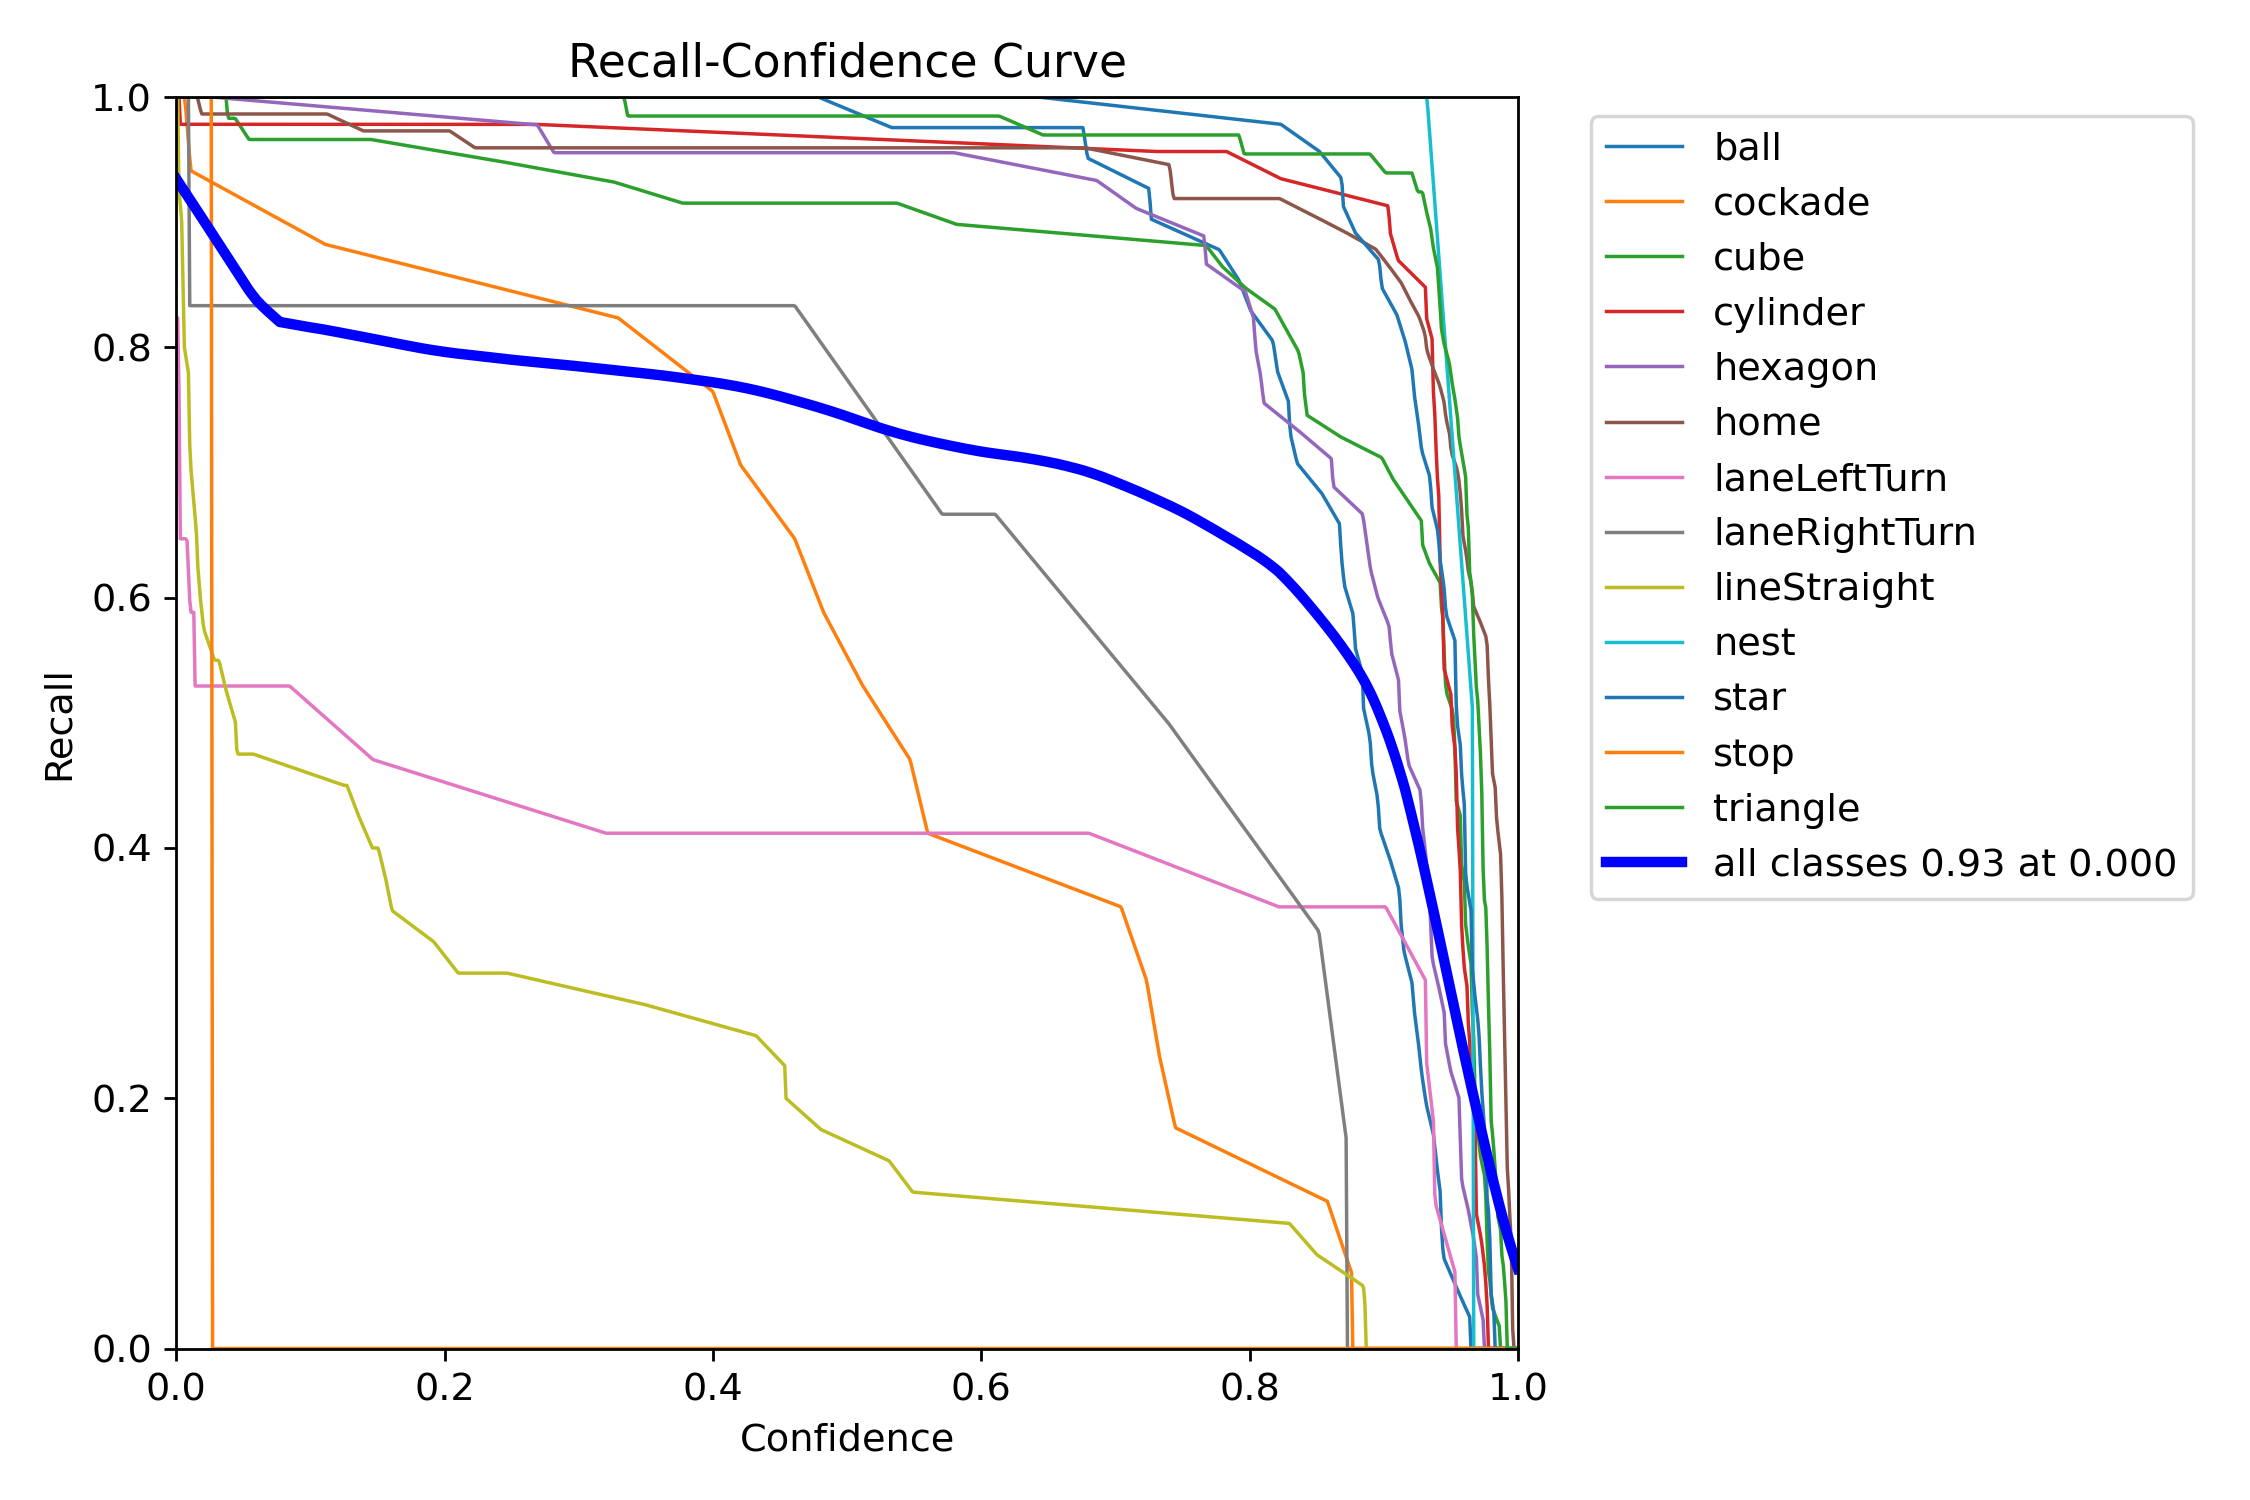 Recall-Confidence Curve
1.0
0.8
0.6
0.4
0.2
0.0
Recall
0.0 0.2 0.4 0.6 0.8 1.0
Confidence
ball
cockade
cube
cylinder
hexagon
home
laneLeftTurn
laneRightTurn
lineStraight
nest
star
stop
triangle
all classes 0.93 at 0.000